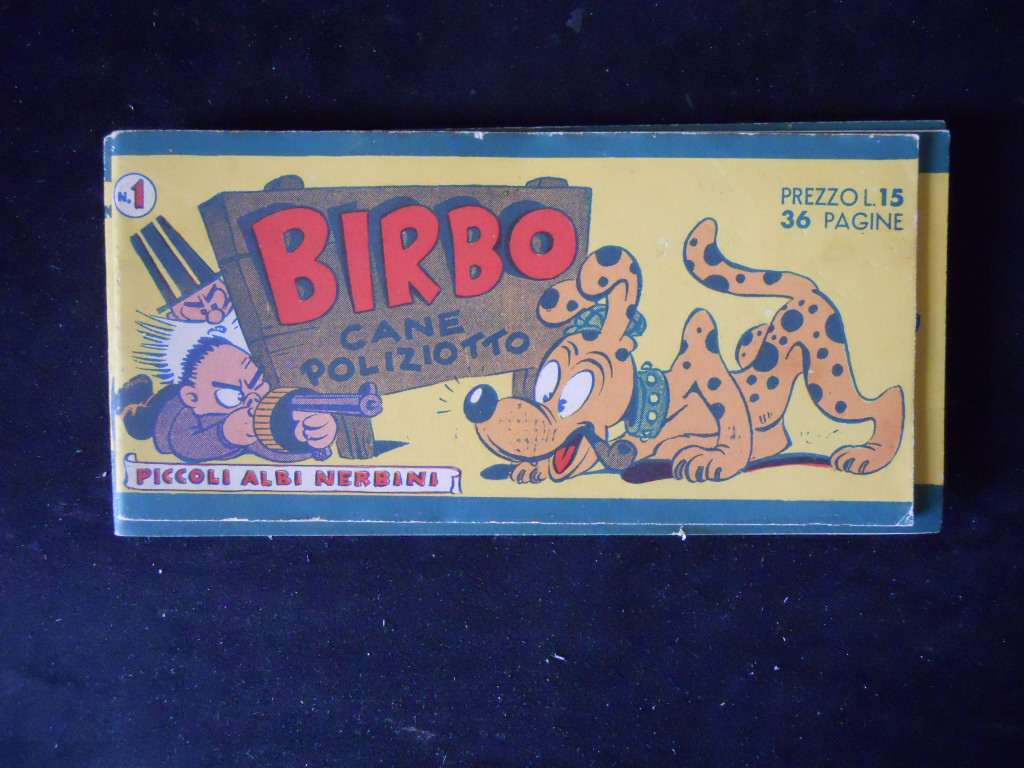 N. 1
BIRBO
CANE
POLIZIOTTO
PREZZO L. 15
36 PAGINE
PICCOLI ALBI NERBINI